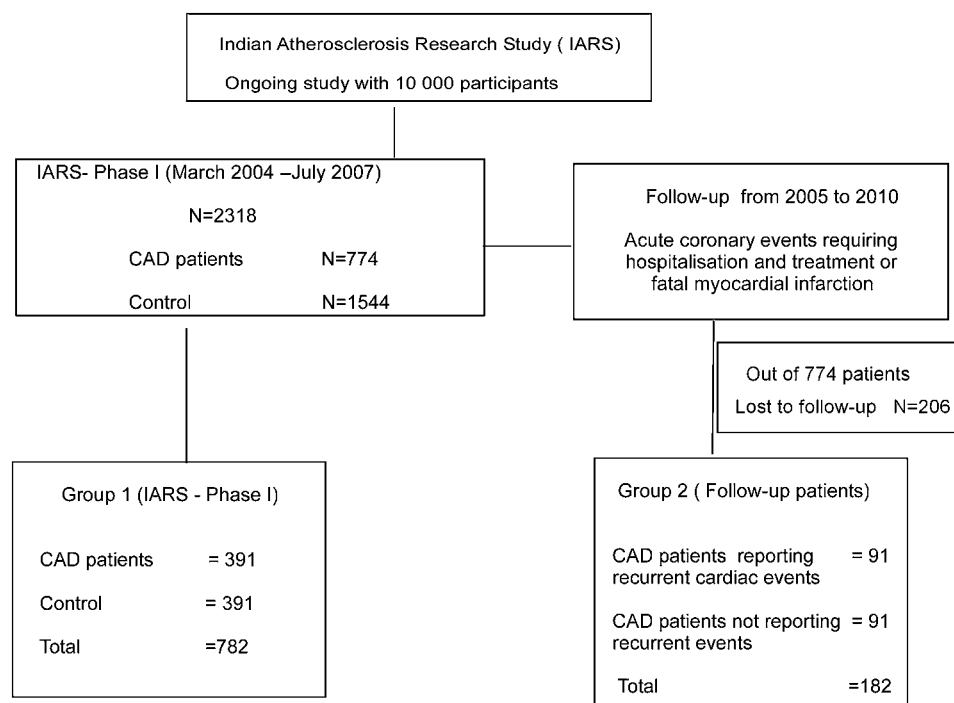 Indian Atherosclerosis Research Study ( IARS)
Ongoing study with 10 000 participants
IARS- Phase I (March 2004 –July 2007)
N=2318
CAD patients N=774
Control N=1544
Follow-up from 2005 to 2010
Acute coronary events requiring
hospitalisation and treatment or
fatal myocardial infarction
Out of 774 patients
Lost to follow-up N=206
Group 1 (IARS - Phase I)
CAD patients = 391
Control = 391
Total =782
Group 2 ( Follow-up patients)
CAD patients reporting = 91
recurrent cardiac events
CAD patients not reporting = 91
recurrent events
Total =182